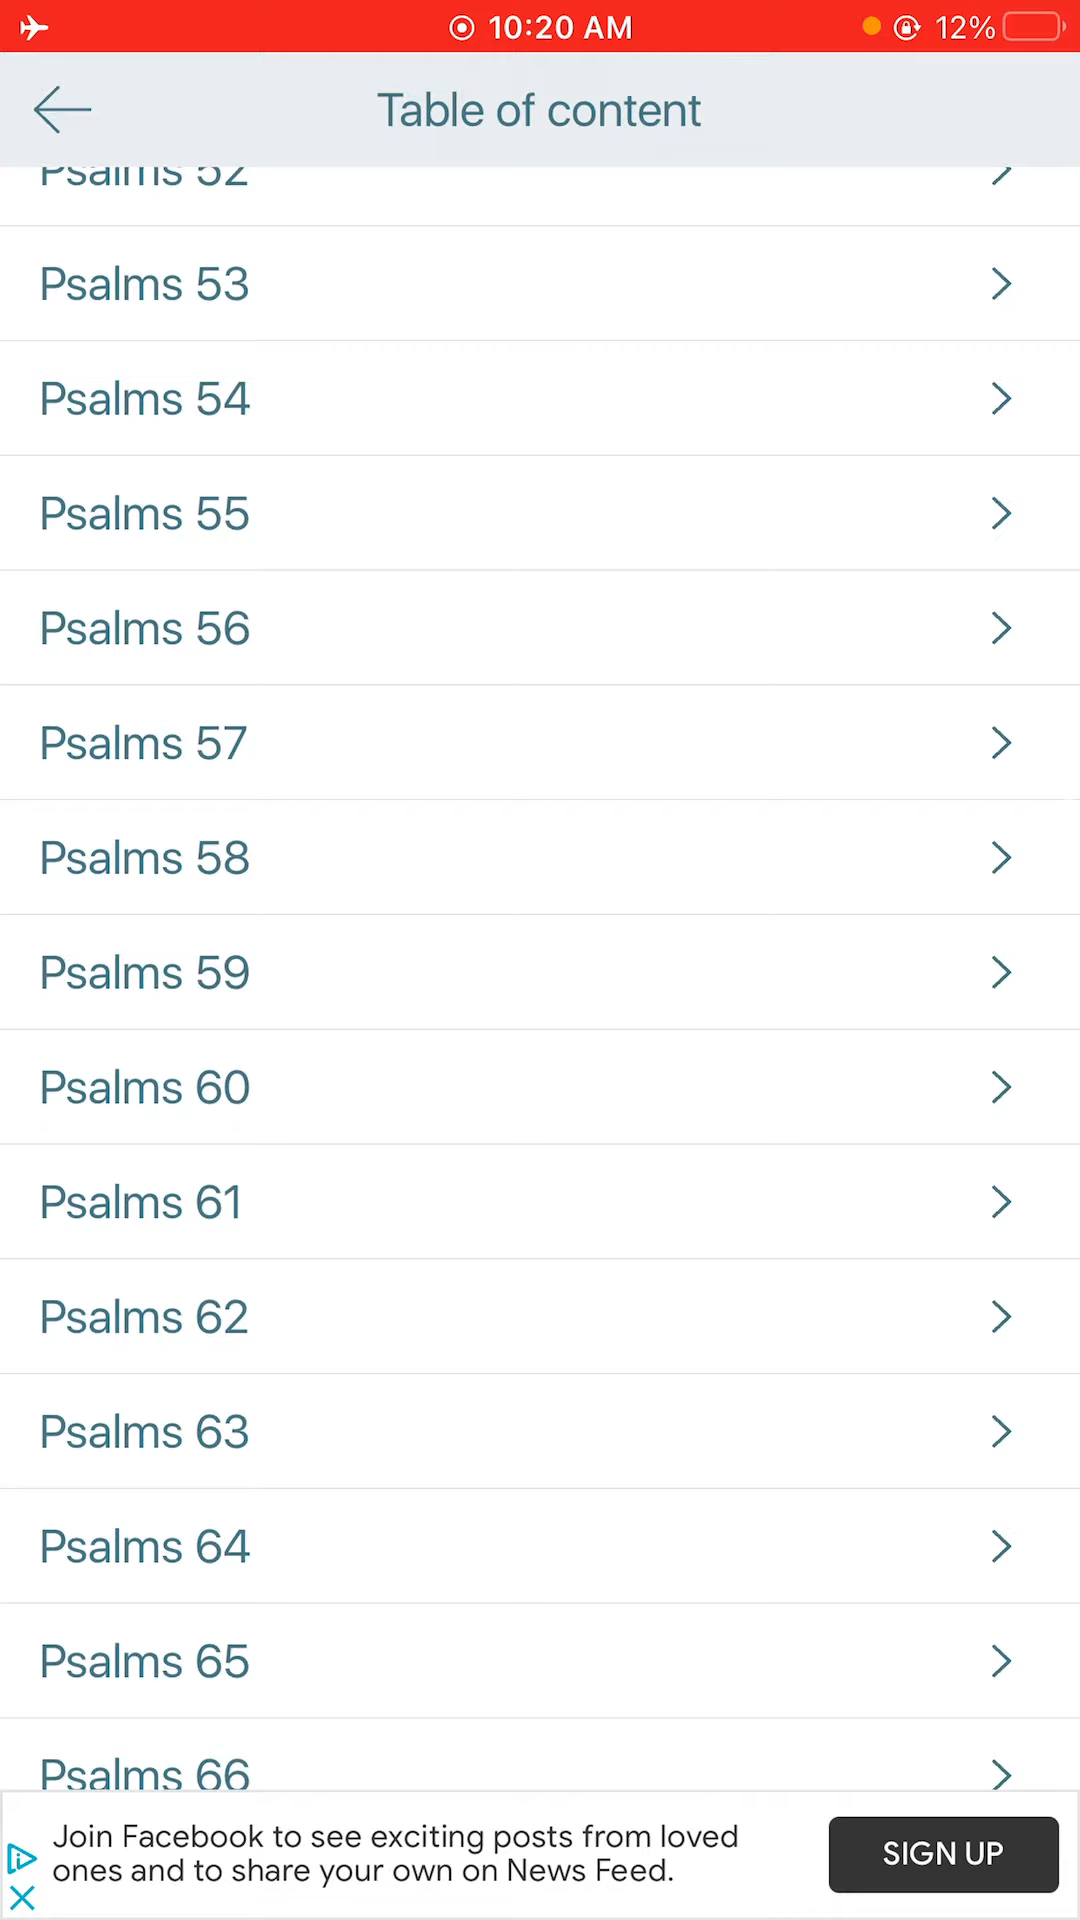 10:20 AM
12%
Table of content
Psalms 52
Psalms 53
Psalms 54
Psalms 55
Psalms 56
Psalms 57
Psalms 58
Psalms 59
Psalms 60
Psalms 61
Psalms 62
Psalms 63
Psalms 64
Psalms 65
Psalms 66
Join Facebook to see exciting posts from loved
ones and to share your own on News Feed.
SIGN UP